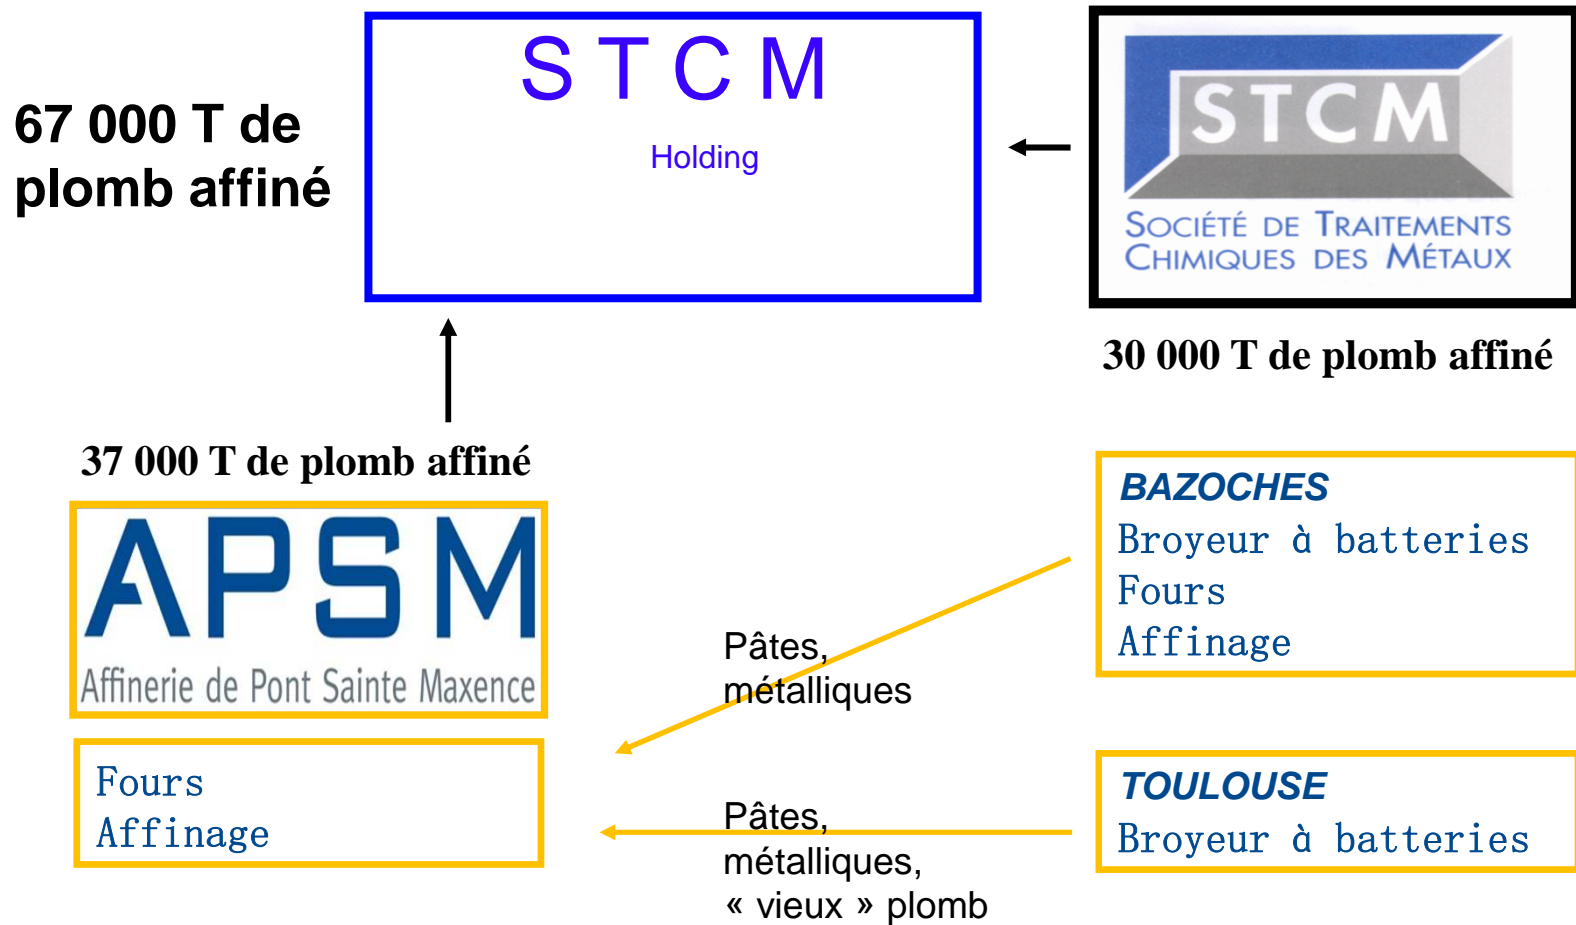 S T C M
Holding
67 000 T de
plomb affiné
STCM
SOCIÉTÉ DE TRAITEMENTS
CHIMIQUES DES MÉTAUX
30 000 T de plomb affiné
37 000 T de plomb affiné
APSM
Affinerie de Pont Sainte Maxence
Fours
Affinage
Pâtes,
métalliques
Pâtes,
métalliques,
« vieux » plomb
BAZOCHES
Broyeur à batteries
Fours
Affinage
TOULOUSE
Broyeur à batteries